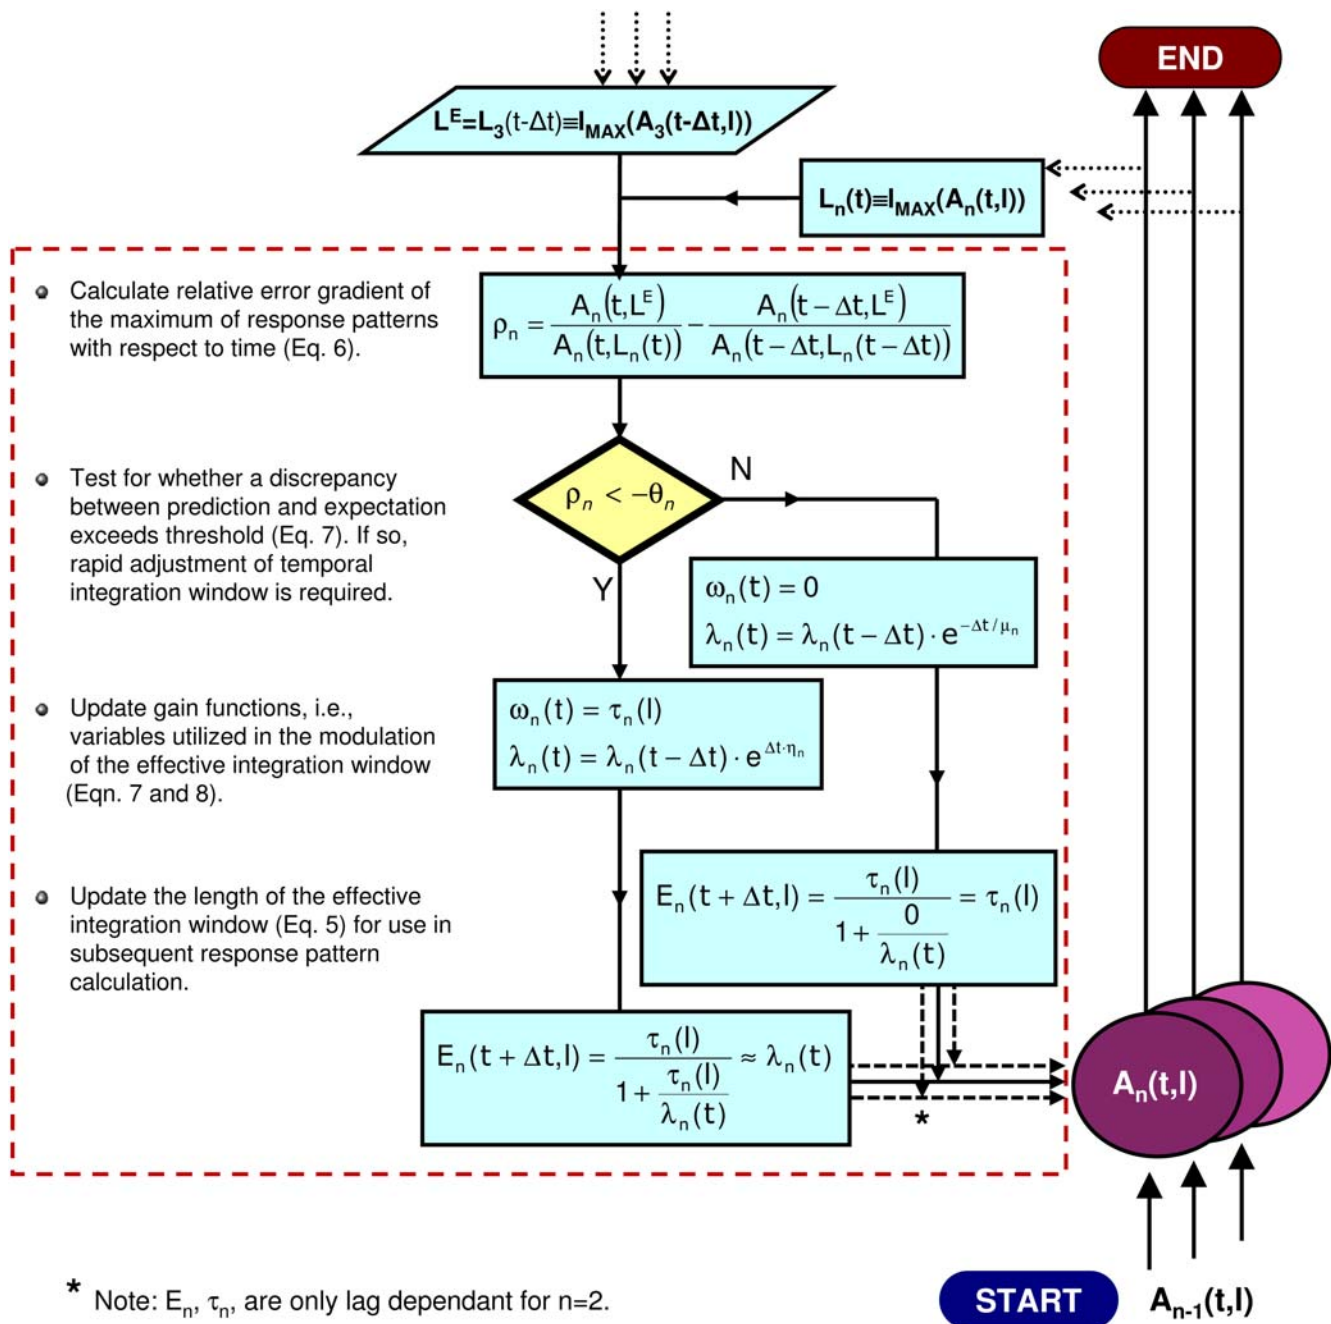 END
L^E=L_3(t-Δt)≡l_MAX(A_3(t-Δt,l))
L_n(t)≡l_MAX(A_n(t,l))
Calculate relative error gradient of
the maximum of response patterns
with respect to time (Eq. 6).
ρ_n = A_n(t,L^E) / A_n(t,L_n(t)) − A_n(t − Δt,L^E) / A_n(t − Δt,L_n(t − Δt))
Test for whether a discrepancy
between prediction and expectation
exceeds threshold (Eq. 7). If so,
rapid adjustment of temporal
integration window is required.
ρ_n < −θ_n
N
Y
ω_n(t) = 0
λ_n(t) = λ_n(t − Δt) · e^{−Δt/μ_n}
Update gain functions, i.e.,
variables utilized in the modulation
of the effective integration window
(Eqn. 7 and 8).
ω_n(t) = τ_n(l)
λ_n(t) = λ_n(t − Δt) · e^{Δt·η_n}
Update the length of the effective
integration window (Eq. 5) for use in
subsequent response pattern
calculation.
E_n(t + Δt,l) = τ_n(l) / (1 + 0 / λ_n(t)) = τ_n(l)
E_n(t + Δt,l) = τ_n(l) / (1 + τ_n(l) / λ_n(t)) ≈ λ_n(t)
*
A_n(t,l)
* Note: E_n, τ_n, are only lag dependant for n=2.
START
A_{n-1}(t,l)